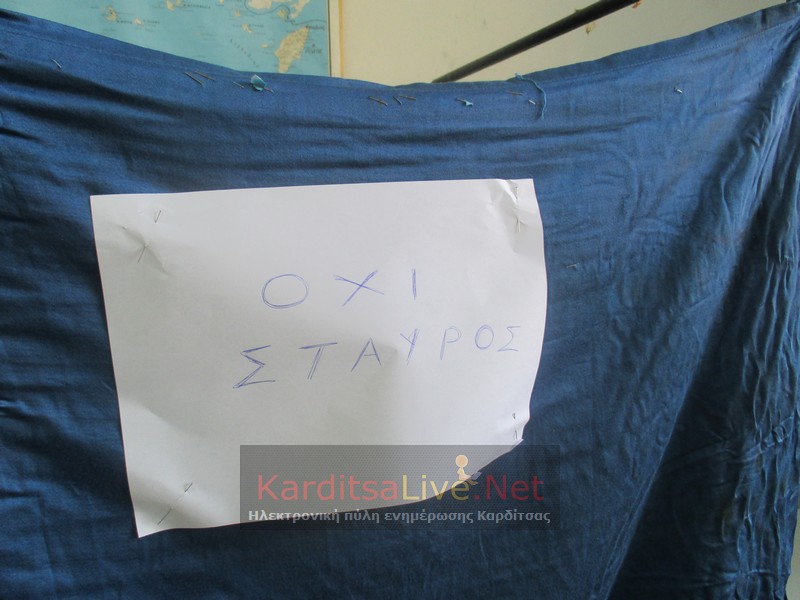 ΟΧΙ
ΣΤΑΥΡΟΣ
KarditsaLive.Net
Ηλεκτρονική πύλη ενημέρωσης Καρδίτσας